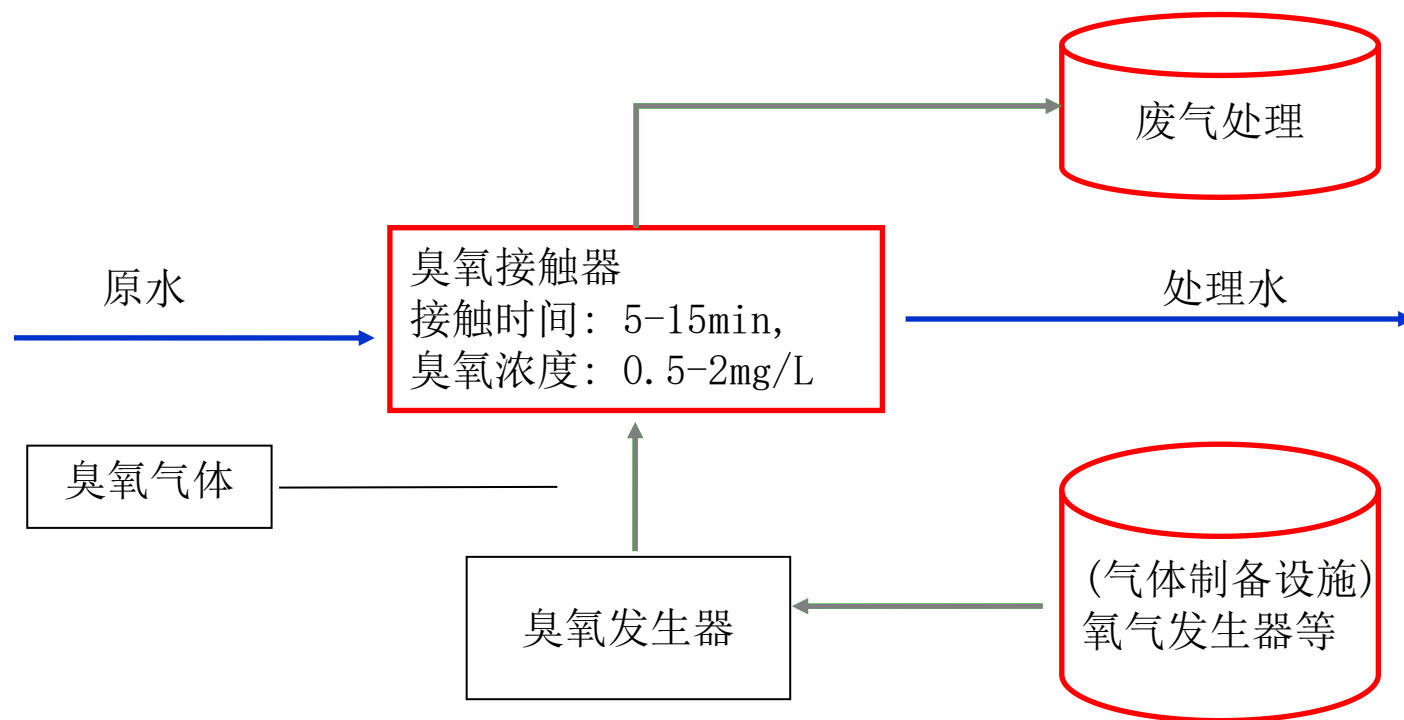 废气处理
原水
臭氧接触器
接触时间: 5-15min,
臭氧浓度: 0.5-2mg/L
处理水
臭氧气体
臭氧发生器
(气体制备设施)
氧气发生器等